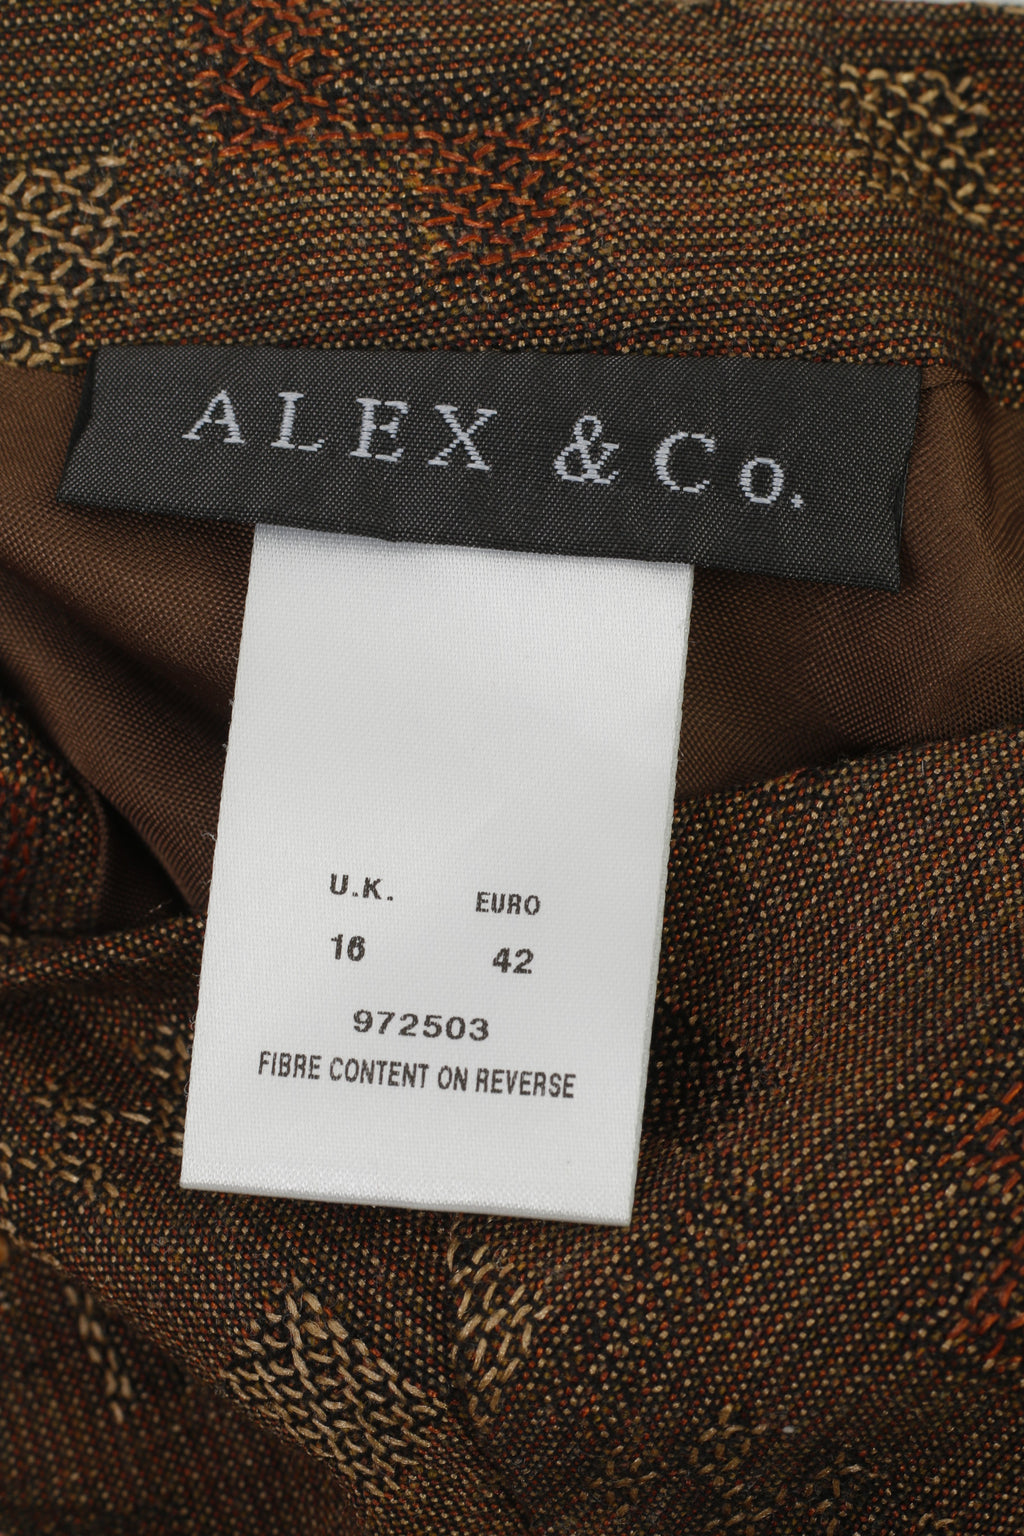 ALEX & Co.
U.K. EURO
16 42
972503
FIBRE CONTENT ON REVERSE